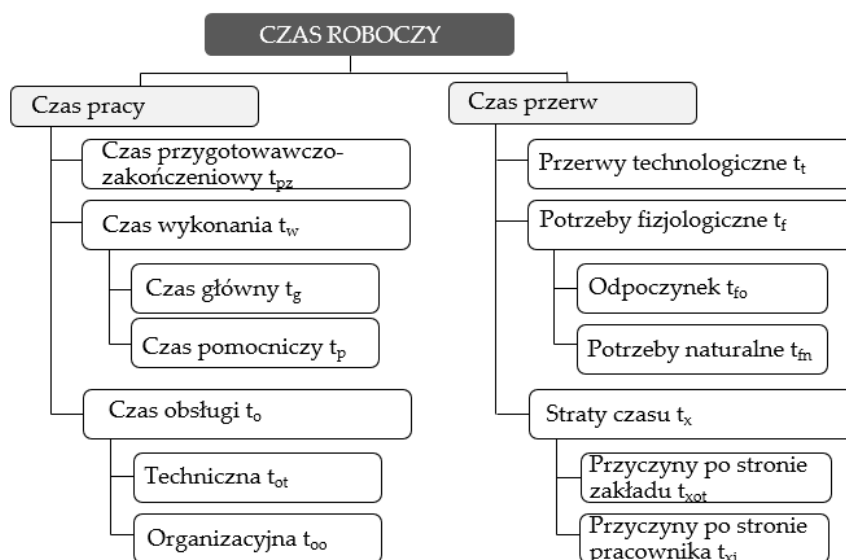 CZAS ROBOCZY
Czas pracy
Czas przygotowawczo-
zakończeniowy tpz
Czas wykonania tw
Czas główny tg
Czas pomocniczy tp
Czas obsługi to
Techniczna tot
Organizacyjna too
Czas przerw
Przerwy technologiczne tt
Potrzeby fizjologiczne tf
Odpoczynek tfo
Potrzeby naturalne tfn
Straty czasu tx
Przyczyny po stronie
zakładu txot
Przyczyny po stronie
pracownika txi